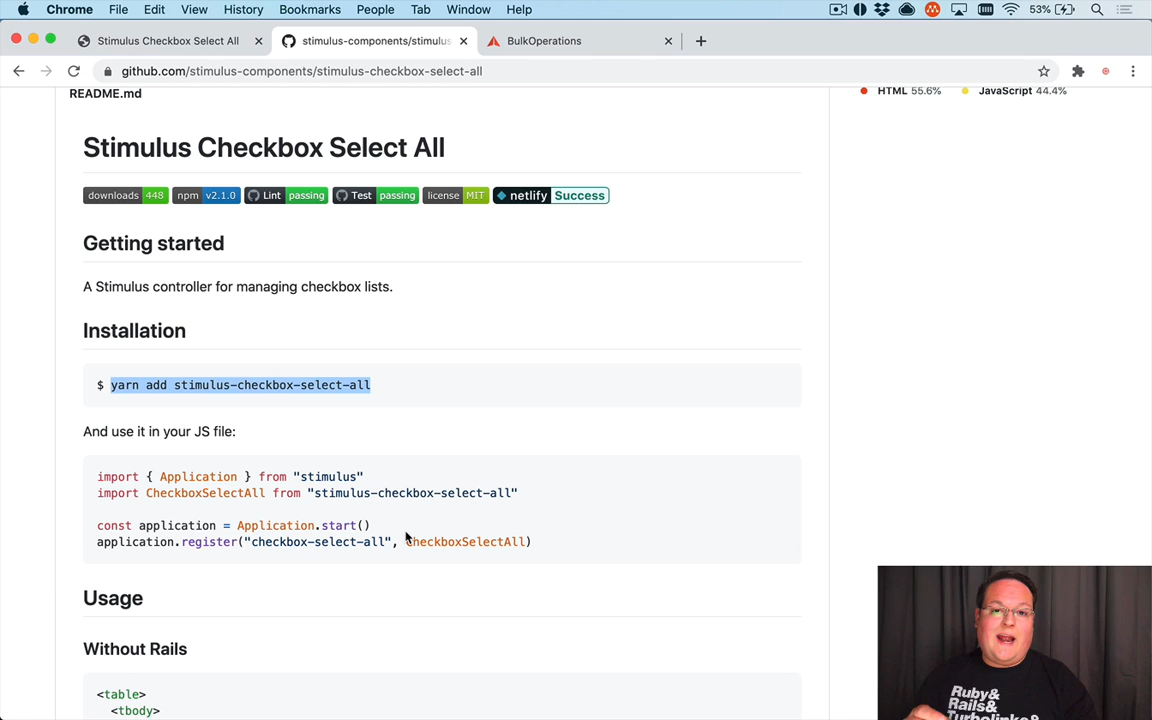 Chrome File Edit View History Bookmarks People Tab Window Help 53%
Stimulus Checkbox Select All
stimulus-components/stimulus
BulkOperations
github.com/stimulus-components/stimulus-checkbox-select-all
README.md
HTML 55.6% JavaScript 44.4%
Stimulus Checkbox Select All
downloads 448 npm v2.1.0 Lint passing Test passing license MIT netlify Success
Getting started
A Stimulus controller for managing checkbox lists.
Installation
$ yarn add stimulus-checkbox-select-all
And use it in your JS file:
import { Application } from "stimulus"
import CheckboxSelectAll from "stimulus-checkbox-select-all"
const application = Application.start()
application.register("checkbox-select-all", CheckboxSelectAll)
Usage
Without Rails
<table>
<tbody>
Ruby&
Rails&
Turbolinks&